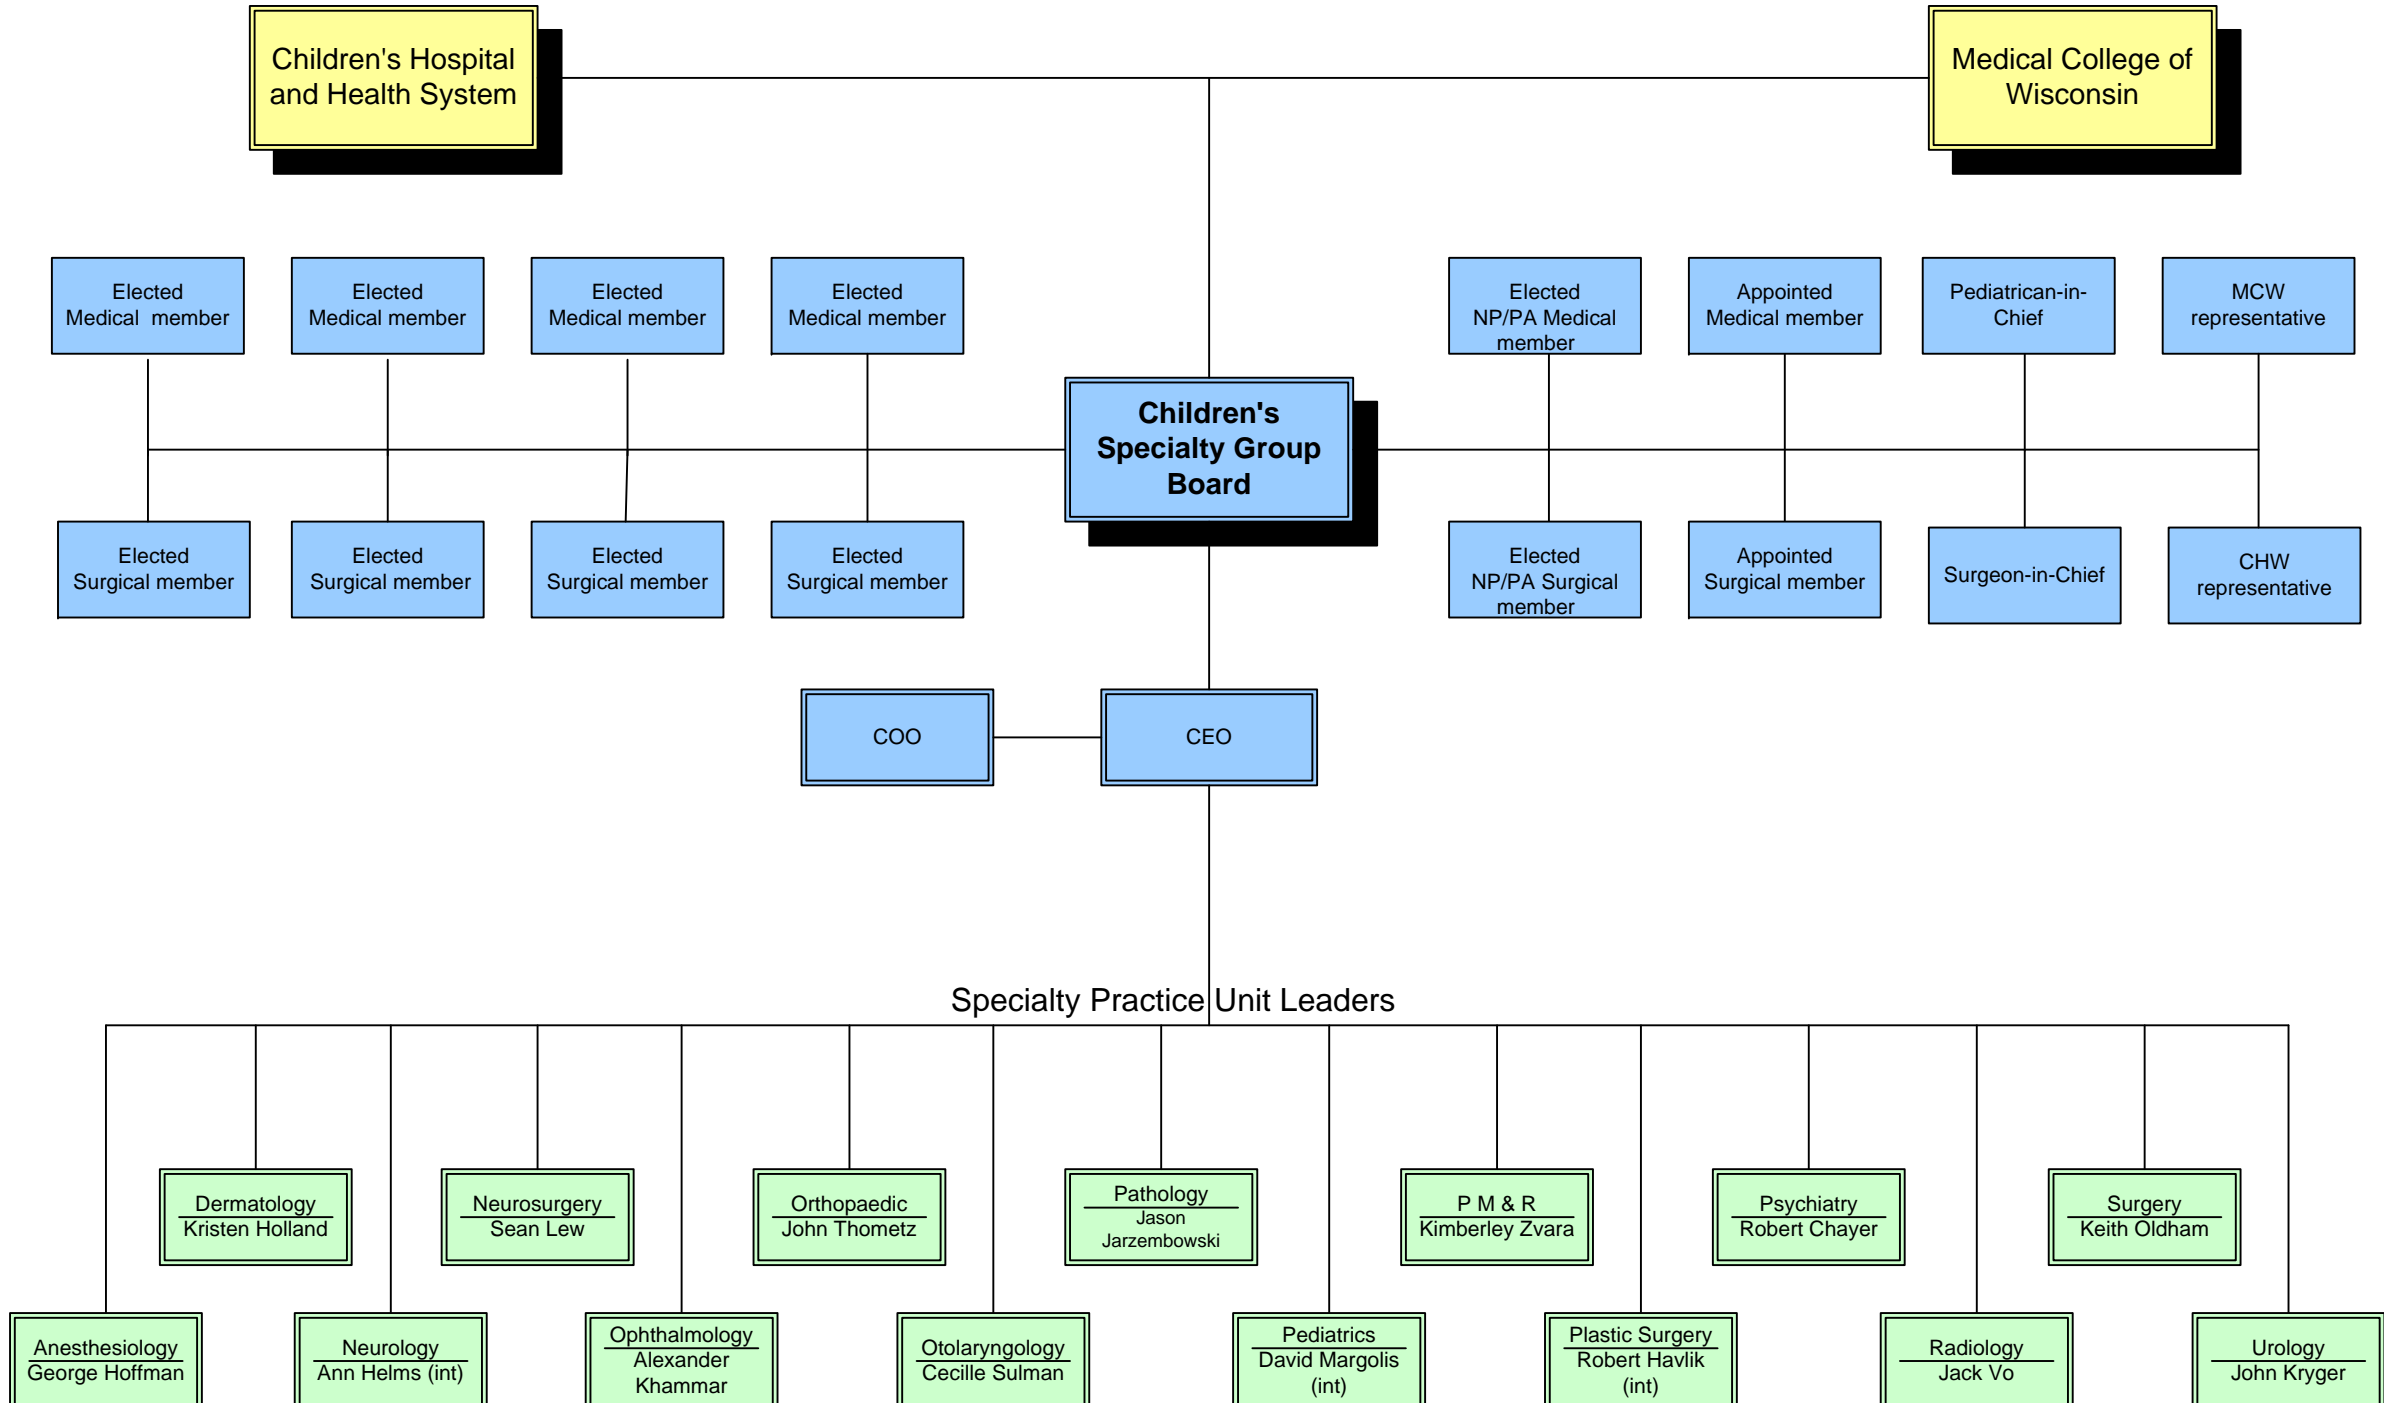 Children's Hospital
and Health System
Medical College of
Wisconsin
Elected
Medical  member
Elected
Medical member
Elected
Medical member
Elected
Medical member
Elected
NP/PA Medical
member
Appointed
Medical member
Pediatrican-in-
Chief
MCW
representative
Children's
Specialty Group
Board
Elected
Surgical member
Elected
Surgical member
Elected
Surgical member
Elected
Surgical member
Elected
NP/PA Surgical
member
Appointed
Surgical member
Surgeon-in-Chief
CHW
representative
COO
CEO
Specialty Practice Unit Leaders
Dermatology
Kristen Holland
Neurosurgery
Sean Lew
Orthopaedic
John Thometz
Pathology
Jason
Jarzembowski
P M & R
Kimberley Zvara
Psychiatry
Robert Chayer
Surgery
Keith Oldham
Anesthesiology
George Hoffman
Neurology
Ann Helms (int)
Ophthalmology
Alexander
Khammar
Otolaryngology
Cecille Sulman
Pediatrics
David Margolis
(int)
Plastic Surgery
Robert Havlik
(int)
Radiology
Jack Vo
Urology
John Kryger